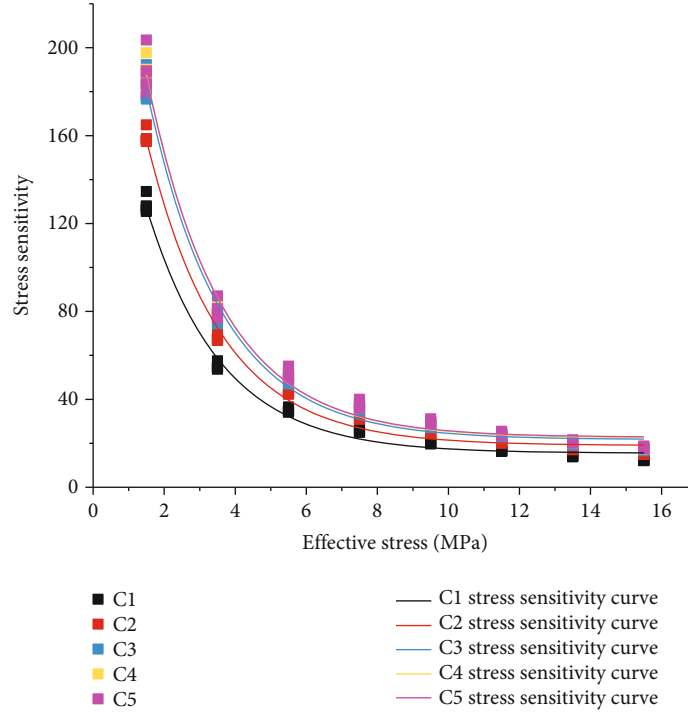 200
160
120
80
40
0
Stress sensitivity
0 2 4 6 8 10 12 14 16
Effective stress (MPa)
C1
C2
C3
C4
C5
C1 stress sensitivity curve
C2 stress sensitivity curve
C3 stress sensitivity curve
C4 stress sensitivity curve
C5 stress sensitivity curve